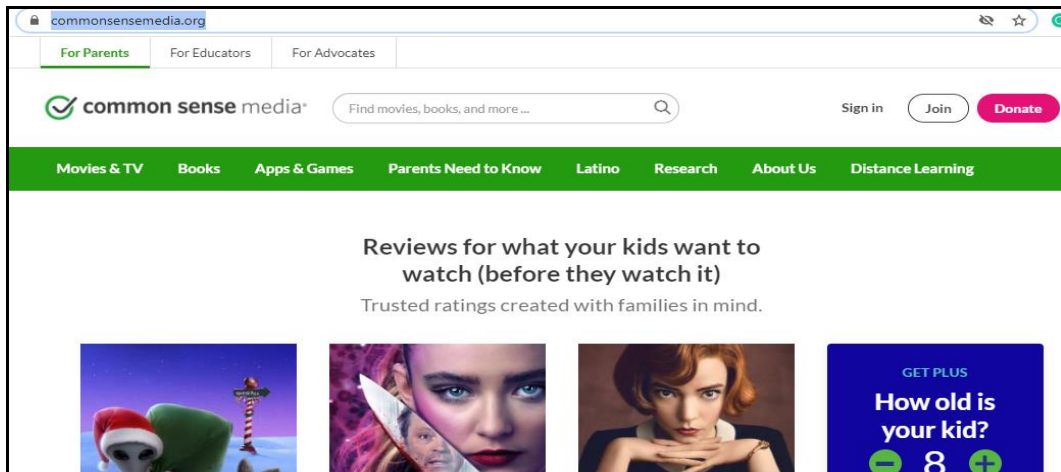 commonsensemedia.org
For Parents For Educators For Advocates
common sense media® Find movies, books, and more ... Sign in Join Donate
Movies & TV Books Apps & Games Parents Need to Know Latino Research About Us Distance Learning
Reviews for what your kids want to
watch (before they watch it)
Trusted ratings created with families in mind.
GET PLUS
How old is
your kid?
8